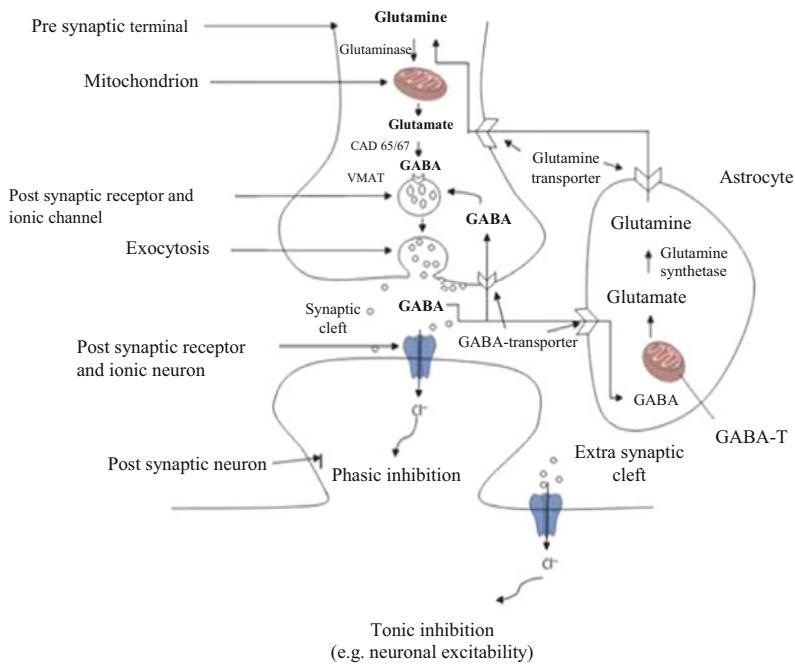 Glutamine
Pre synaptic terminal
Glutaminase
Mitochondrion
Glutamate
CAD 65/67
GABA
VMAT
Post synaptic receptor and
ionic channel
GABA
Exocytosis
Glutamine
transporter
Astrocyte
Glutamine
Glutamine
synthetase
Glutamate
Synaptic
cleft
GABA
GABA-transporter
Post synaptic receptor
and ionic neuron
GABA
GABA-T
Cl⁻
Post synaptic neuron
Phasic inhibition
Extra synaptic
cleft
Cl⁻
Tonic inhibition
(e.g. neuronal excitability)